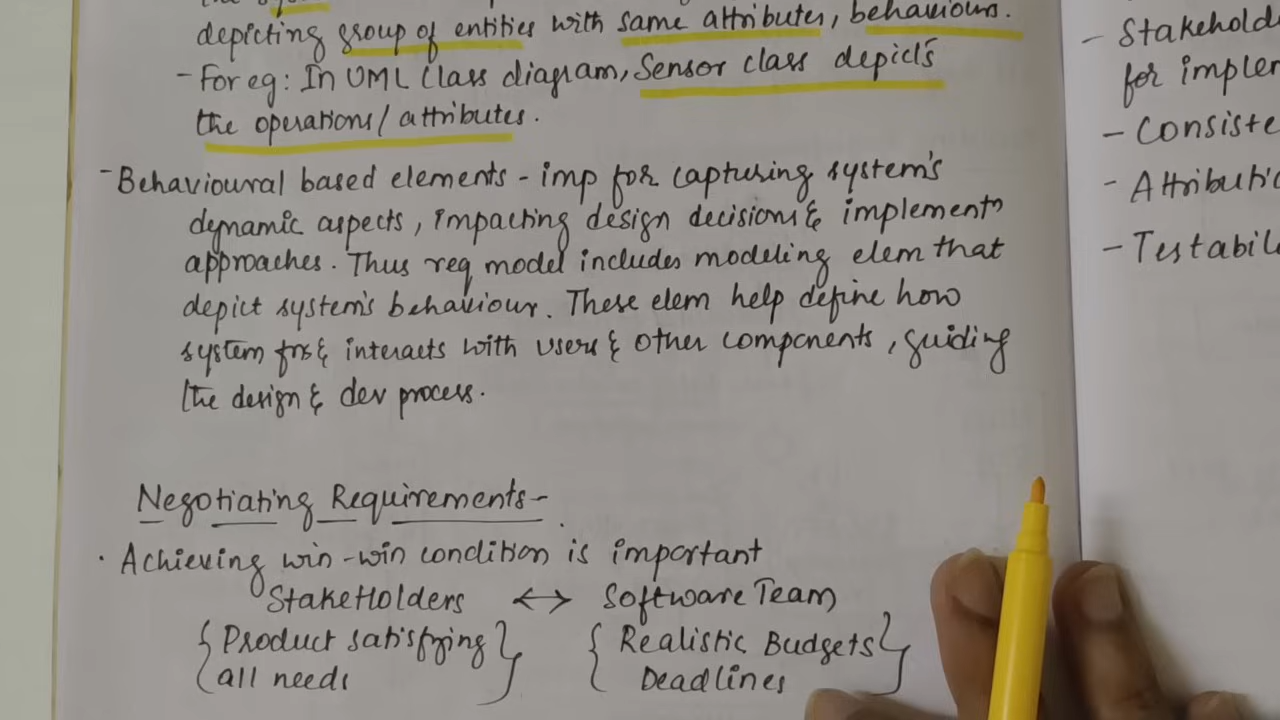 depicting group of entities with same attributes, behaviours.
- For eg: In UML Class diagram, Sensor class depicts
the operations/attributes.
- Behavioural based elements - imp for capturing system's
dynamic aspects, impacting design decisions & implementn
approaches. Thus req model includes modeling elem that
depict system's behaviour. These elem help define how
system fns & interacts with users & other components, guiding
the design & dev process.
Negotiating Requirements -
· Achieving win-win condition is important
StakeHolders <-> Software Team
{Product satisfying} {Realistic Budgets}
all needs Deadlines
- Stakehold
for implem
- Consiste
- Attributio
- Testabil